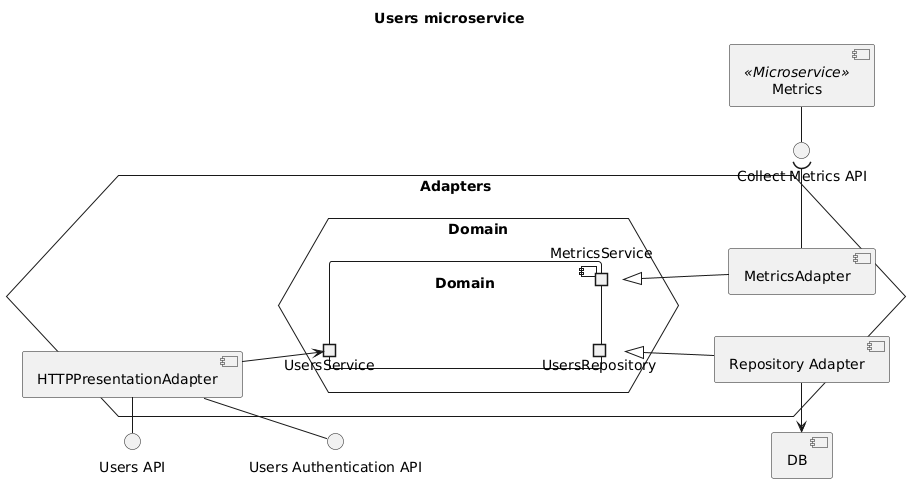 Users microservice
«Microservice»
Metrics
Collect Metrics API
Adapters
Domain
MetricsService
Domain
MetricsAdapter
UsersService
UsersRepository
Repository Adapter
HTTPPresentationAdapter
Users API
Users Authentication API
DB